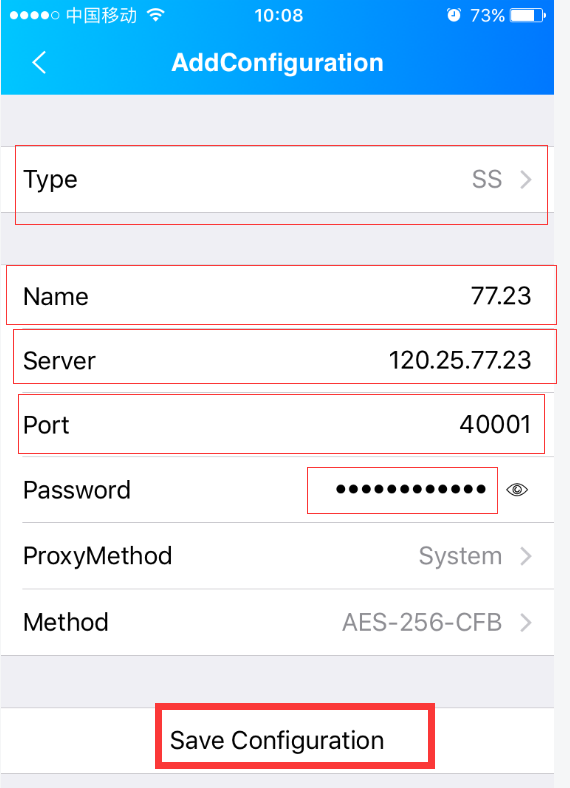 中国移动 10:08 73%
AddConfiguration
Type SS
Name 77.23
Server 120.25.77.23
Port 40001
Password ••••••••••••
ProxyMethod System
Method AES-256-CFB
Save Configuration